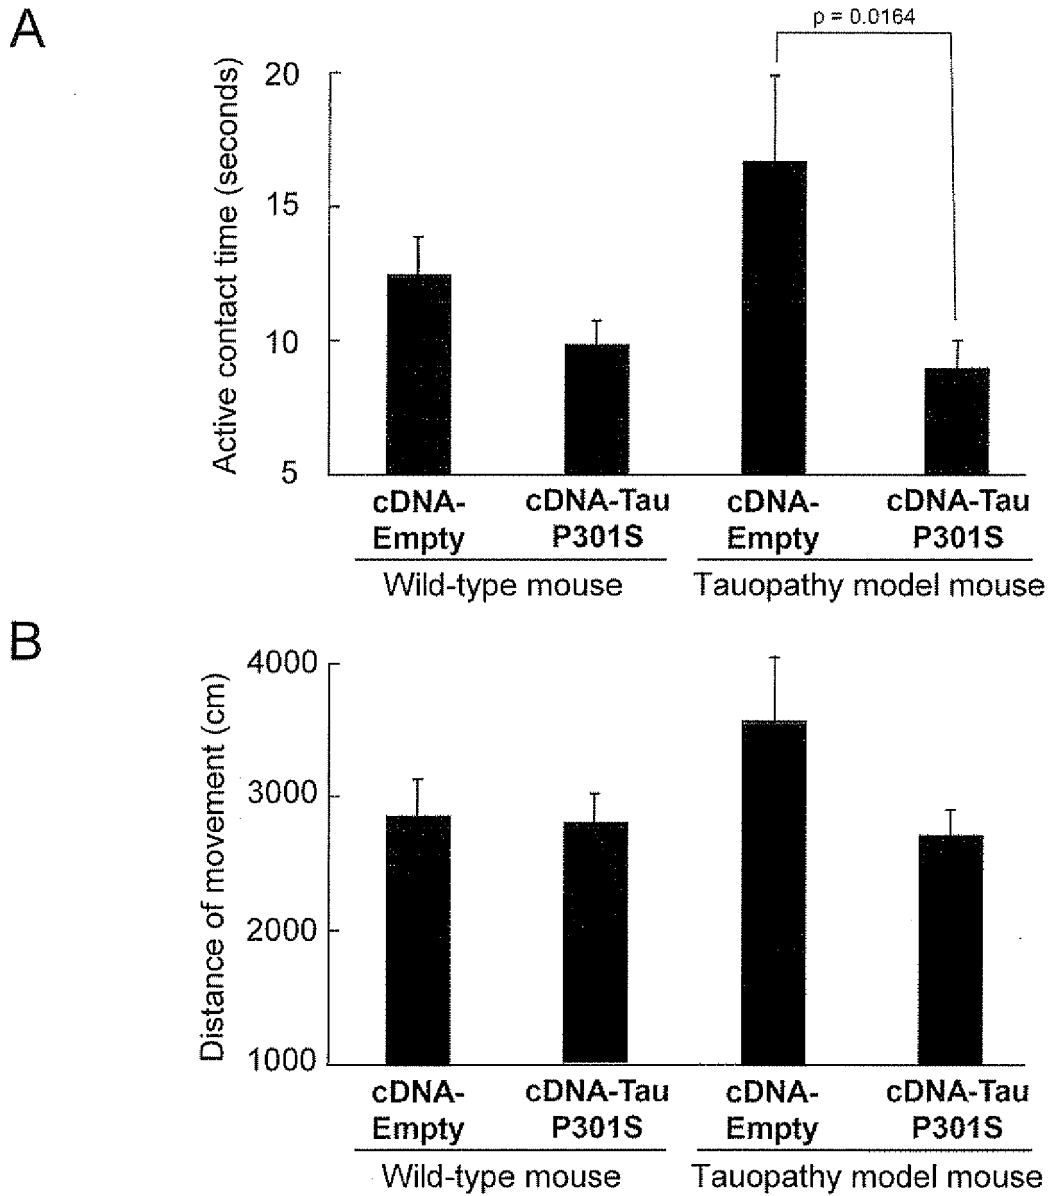 A
p = 0.0164
Active contact time (seconds)
20
15
10
5
cDNA-
Empty
cDNA-Tau
P301S
cDNA-
Empty
cDNA-Tau
P301S
Wild-type mouse
Tauopathy model mouse
B
Distance of movement (cm)
4000
3000
2000
1000
cDNA-
Empty
cDNA-Tau
P301S
cDNA-
Empty
cDNA-Tau
P301S
Wild-type mouse
Tauopathy model mouse